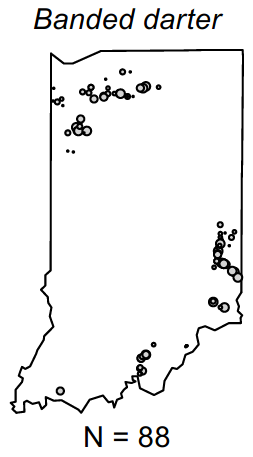 Banded darter
N = 88